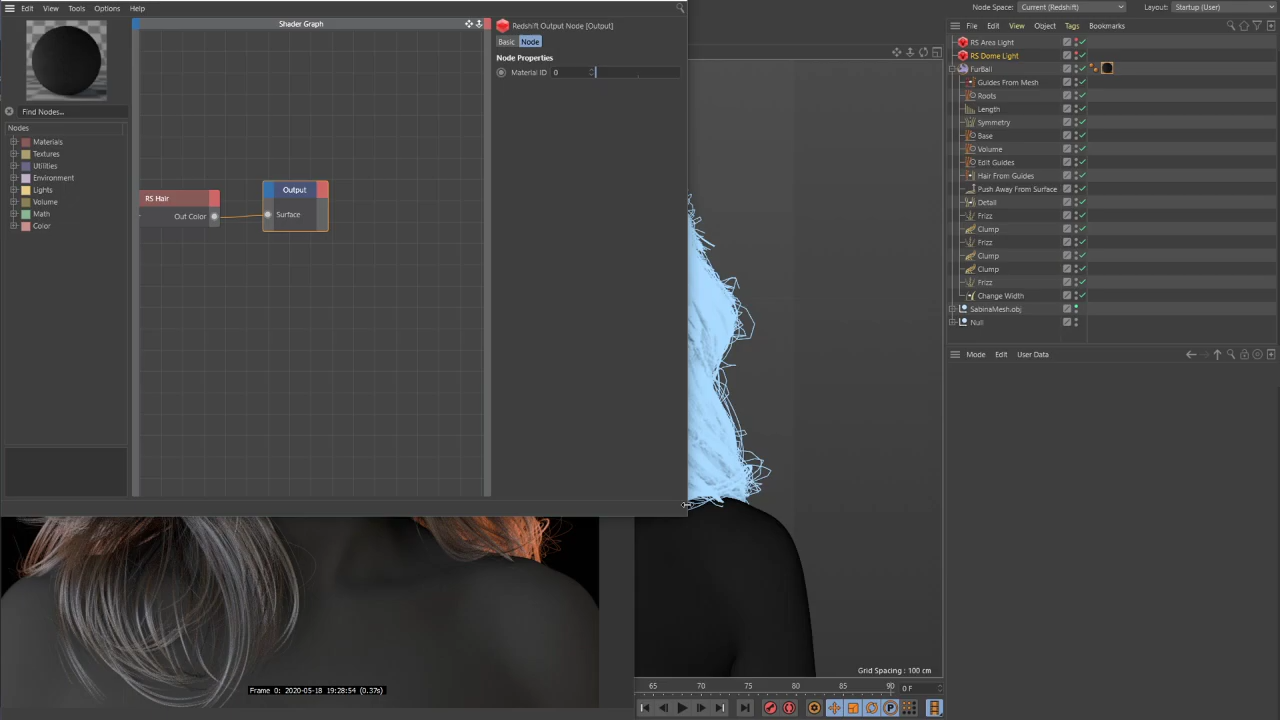 Edit View Tools Options Help
Shader Graph
Find Nodes...
Nodes
Materials
Textures
Utilities
Environment
Lights
Volume
Math
Color
RS Hair
Out Color
Output
Surface
Redshift Output Node [Output]
Basic Node
Node Properties
Material ID 0
Node Space: Current (Redshift) Layout: Startup (User)
File Edit View Object Tags Bookmarks
RS Area Light
RS Dome Light
FurBall
Guides From Mesh
Roots
Length
Symmetry
Base
Volume
Edit Guides
Hair From Guides
Push Away From Surface
Detail
Frizz
Clump
Frizz
Clump
Clump
Frizz
Change Width
SabinaMesh.obj
Null
Mode Edit User Data
Grid Spacing : 100 cm
65 70 75 80 85 90 0 F
Frame 0: 2020-05-18 19:28:54 (0.37s)